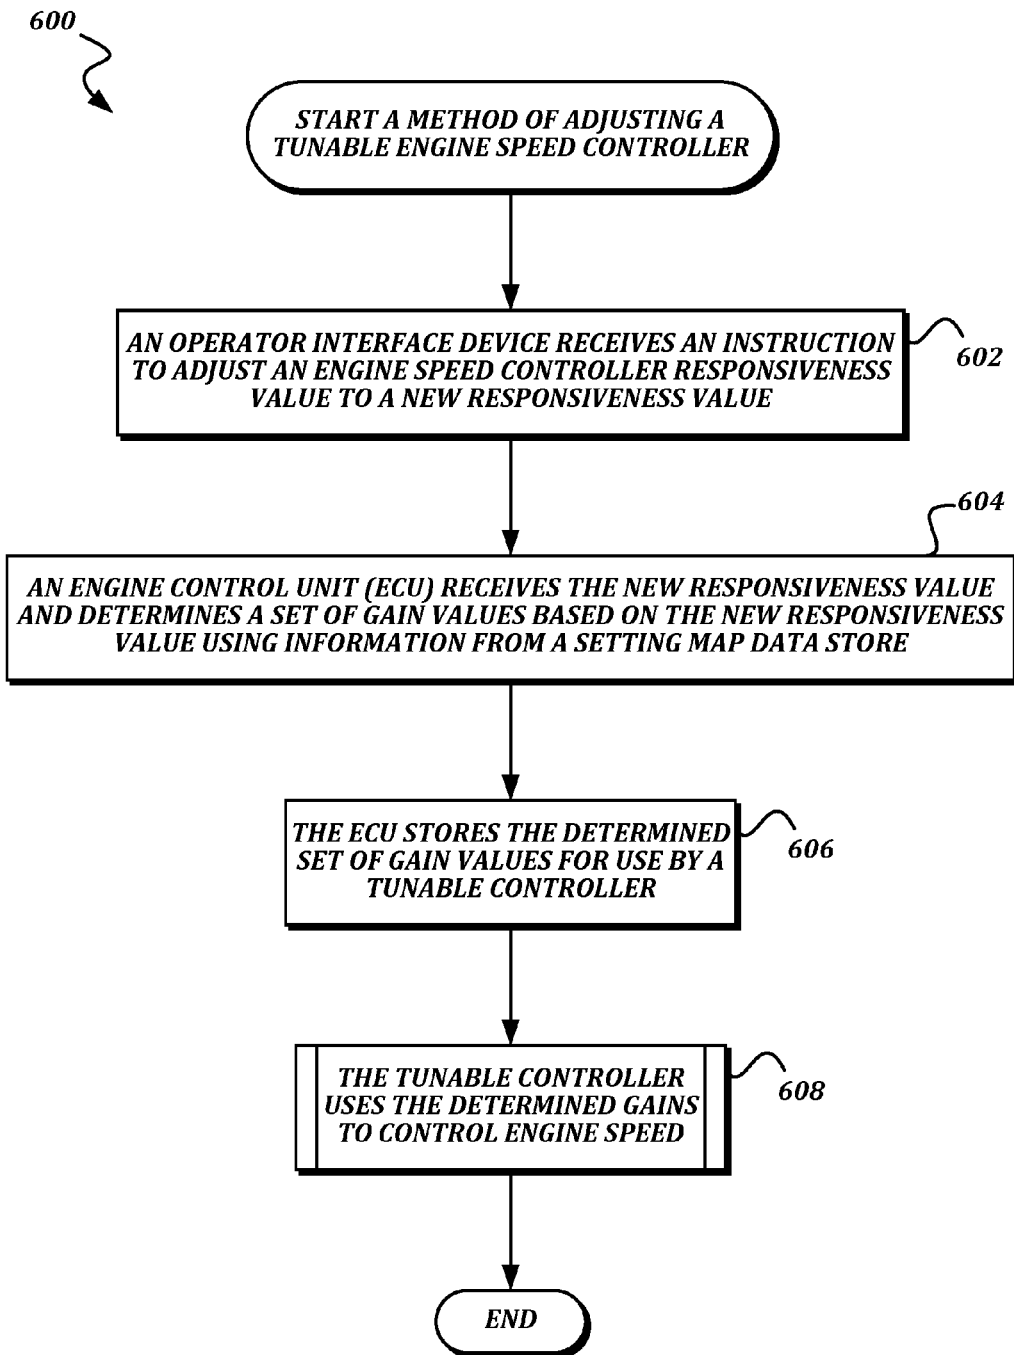 600
START A METHOD OF ADJUSTING A
TUNABLE ENGINE SPEED CONTROLLER
AN OPERATOR INTERFACE DEVICE RECEIVES AN INSTRUCTION
TO ADJUST AN ENGINE SPEED CONTROLLER RESPONSIVENESS
VALUE TO A NEW RESPONSIVENESS VALUE
602
604
AN ENGINE CONTROL UNIT (ECU) RECEIVES THE NEW RESPONSIVENESS VALUE
AND DETERMINES A SET OF GAIN VALUES BASED ON THE NEW RESPONSIVENESS
VALUE USING INFORMATION FROM A SETTING MAP DATA STORE
THE ECU STORES THE DETERMINED
SET OF GAIN VALUES FOR USE BY A
TUNABLE CONTROLLER
606
THE TUNABLE CONTROLLER
USES THE DETERMINED GAINS
TO CONTROL ENGINE SPEED
608
END